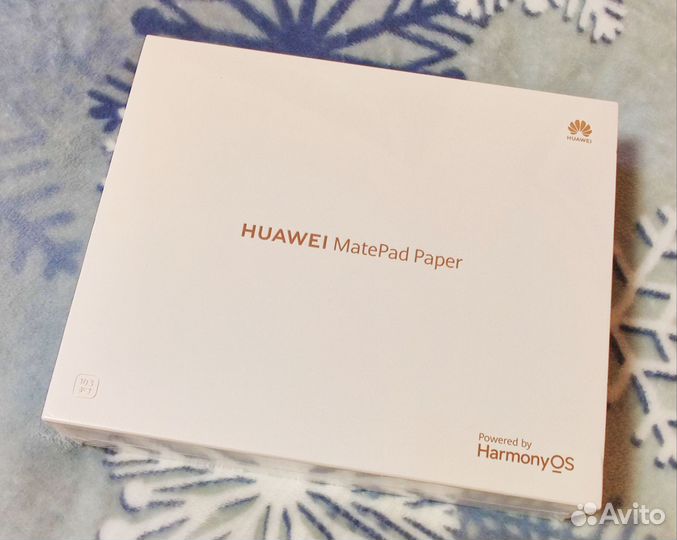 HUAWEI
HUAWEI MatePad Paper
10.3
Powered by
HarmonyOS
Avito